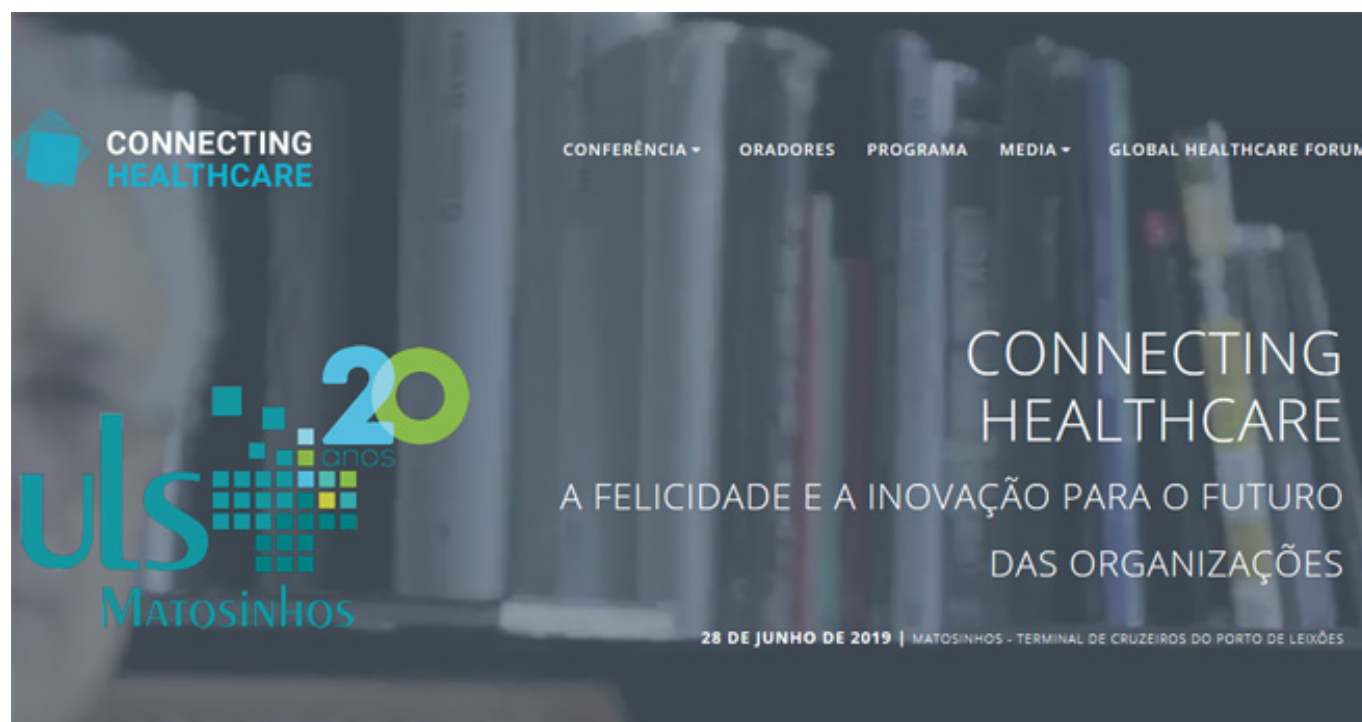 CONNECTING
HEALTHCARE
CONFERÊNCIA
ORADORES
PROGRAMA
MEDIA
GLOBAL HEALTHCARE FORUM
20
anos
uls
Matosinhos
CONNECTING
HEALTHCARE
A FELICIDADE E A INOVAÇÃO PARA O FUTURO
DAS ORGANIZAÇÕES
28 DE JUNHO DE 2019 | MATOSINHOS - TERMINAL DE CRUZEIROS DO PORTO DE LEIXÕES